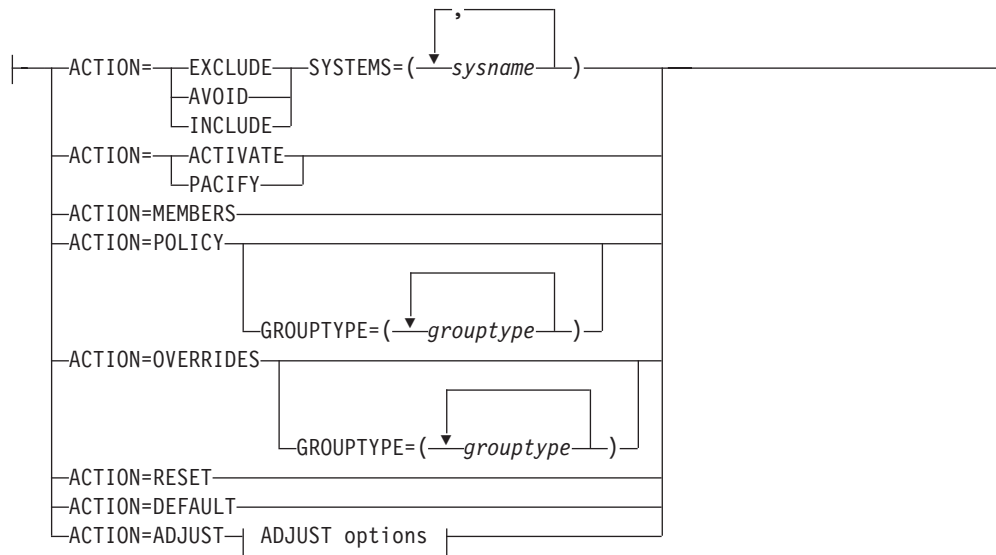 ,
ACTION= EXCLUDE SYSTEMS=( sysname )
AVOID
INCLUDE
ACTION= ACTIVATE
PACIFY
ACTION=MEMBERS
ACTION=POLICY
GROUPTYPE=( grouptype )
ACTION=OVERRIDES
GROUPTYPE=( grouptype )
ACTION=RESET
ACTION=DEFAULT
ACTION=ADJUST ADJUST options